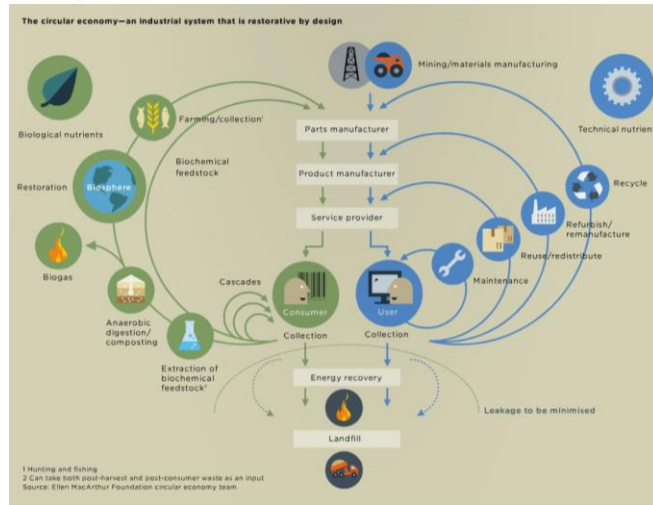 The circular economy—an industrial system that is restorative by design
Mining/materials manufacturing
Biological nutrients
Farming/collection¹
Parts manufacturer
Technical nutrient
Biochemical
feedstock
Product manufacturer
Restoration
Biosphere
Recycle
Service provider
Refurbish/
remanufacture
Reuse/redistribute
Biogas
Maintenance
Cascades
Consumer
User
Anaerobic
digestion/
composting
Collection
Collection
Extraction of
biochemical
feedstock²
Energy recovery
Leakage to be minimised
Landfill
1 Hunting and fishing
2 Can take both post-harvest and post-consumer waste as an input
Source: Ellen MacArthur Foundation circular economy team